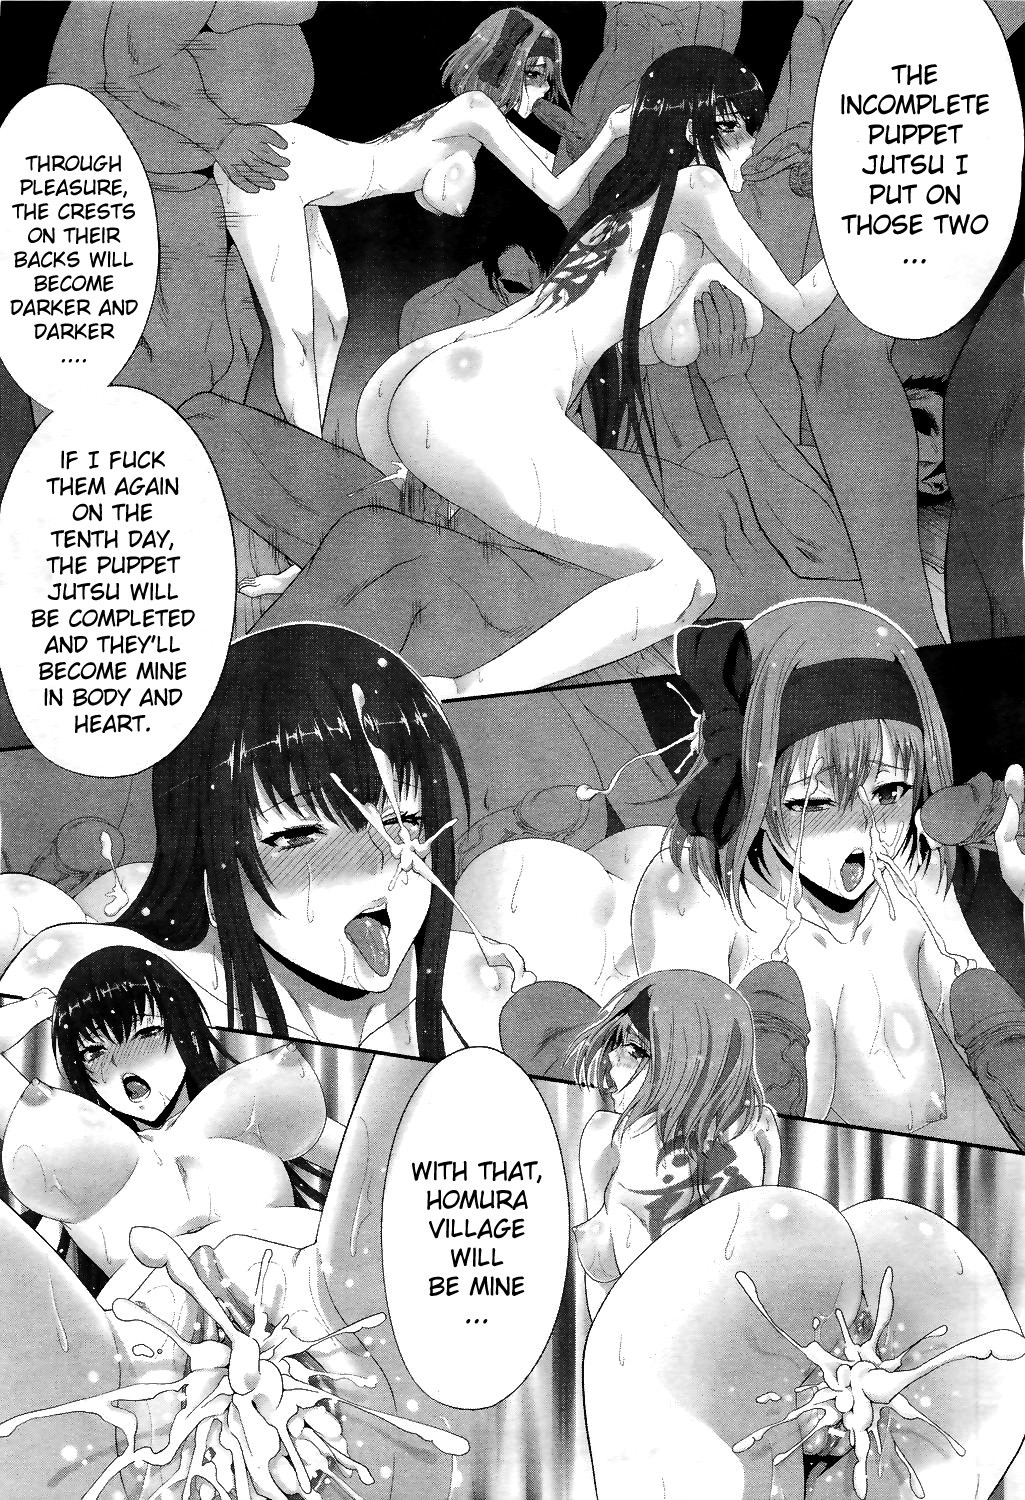 THE
INCOMPLETE
PUPPET
JUTSU I
PUT ON
THOSE TWO
...
THROUGH
PLEASURE,
THE CRESTS
ON THEIR
BACKS WILL
BECOME
DARKER AND
DARKER
....
IF I FUCK
THEM AGAIN
ON THE
TENTH DAY,
THE PUPPET
JUTSU WILL
BE COMPLETED
AND THEY'LL
BECOME MINE
IN BODY AND
HEART.
WITH THAT,
HOMURA
VILLAGE
WILL
BE MINE
...